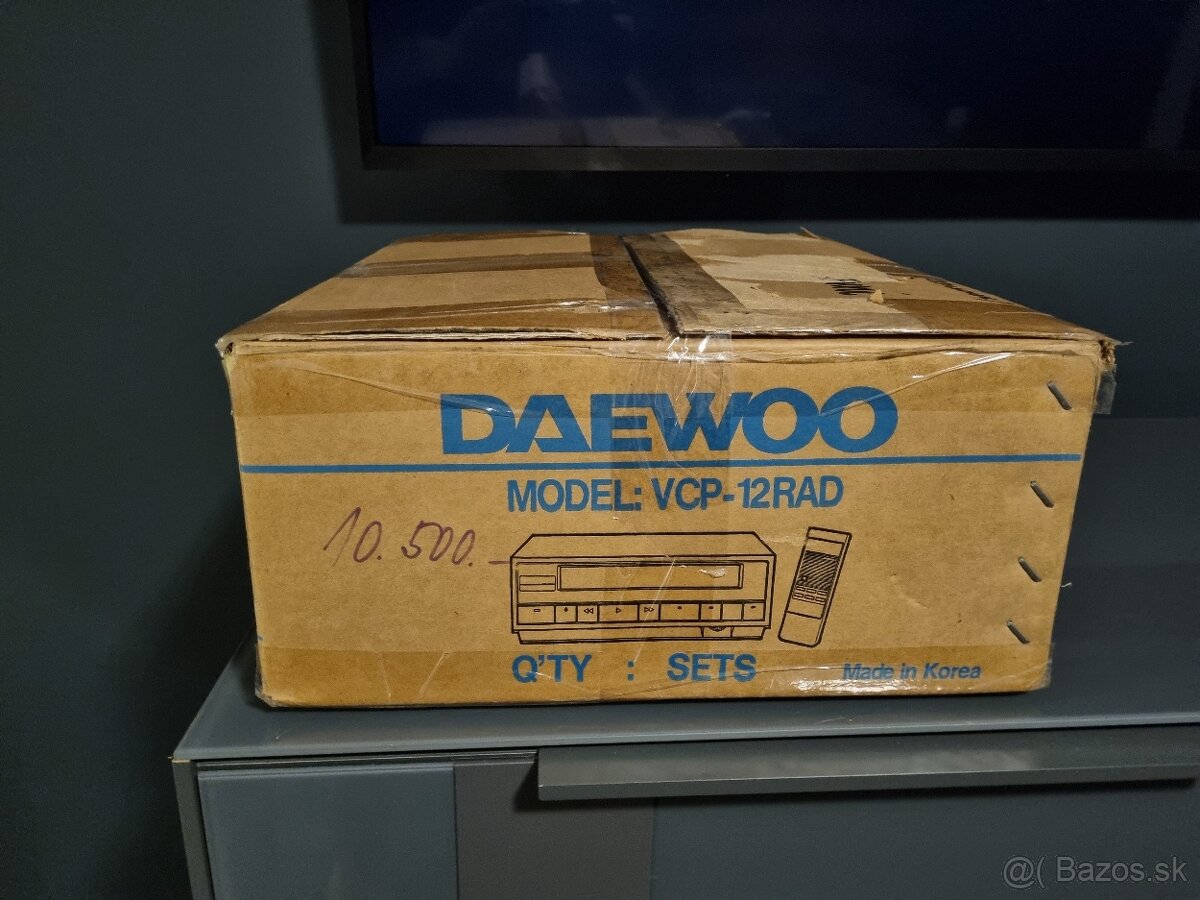 DAEWOO
MODEL: VCP-12RAD
10.500.-
Q'TY : SETS
Made in Korea
@( Bazos.sk